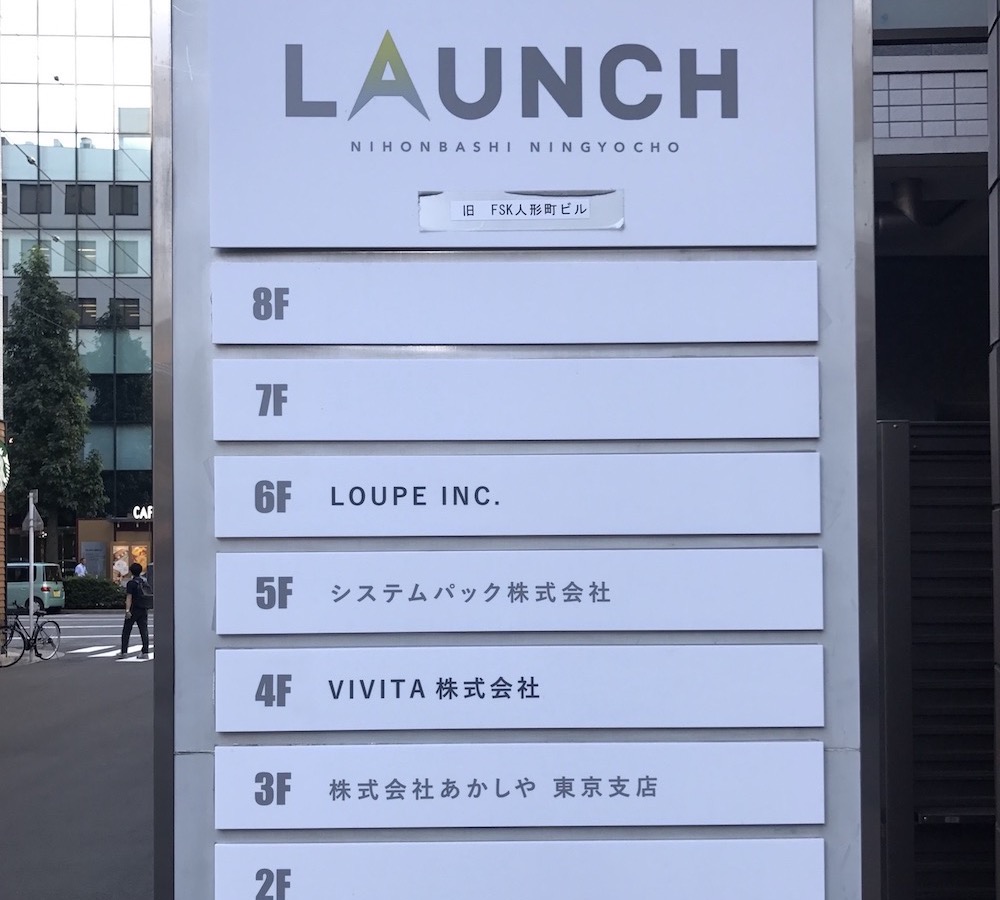 LAUNCH
NIHONBASHI NINGYOCHO
旧 FSK人形町ビル
8F
7F
6F LOUPE INC.
5F システムパック株式会社
4F VIVITA 株式会社
3F 株式会社あかしや 東京支店
2F
CAF